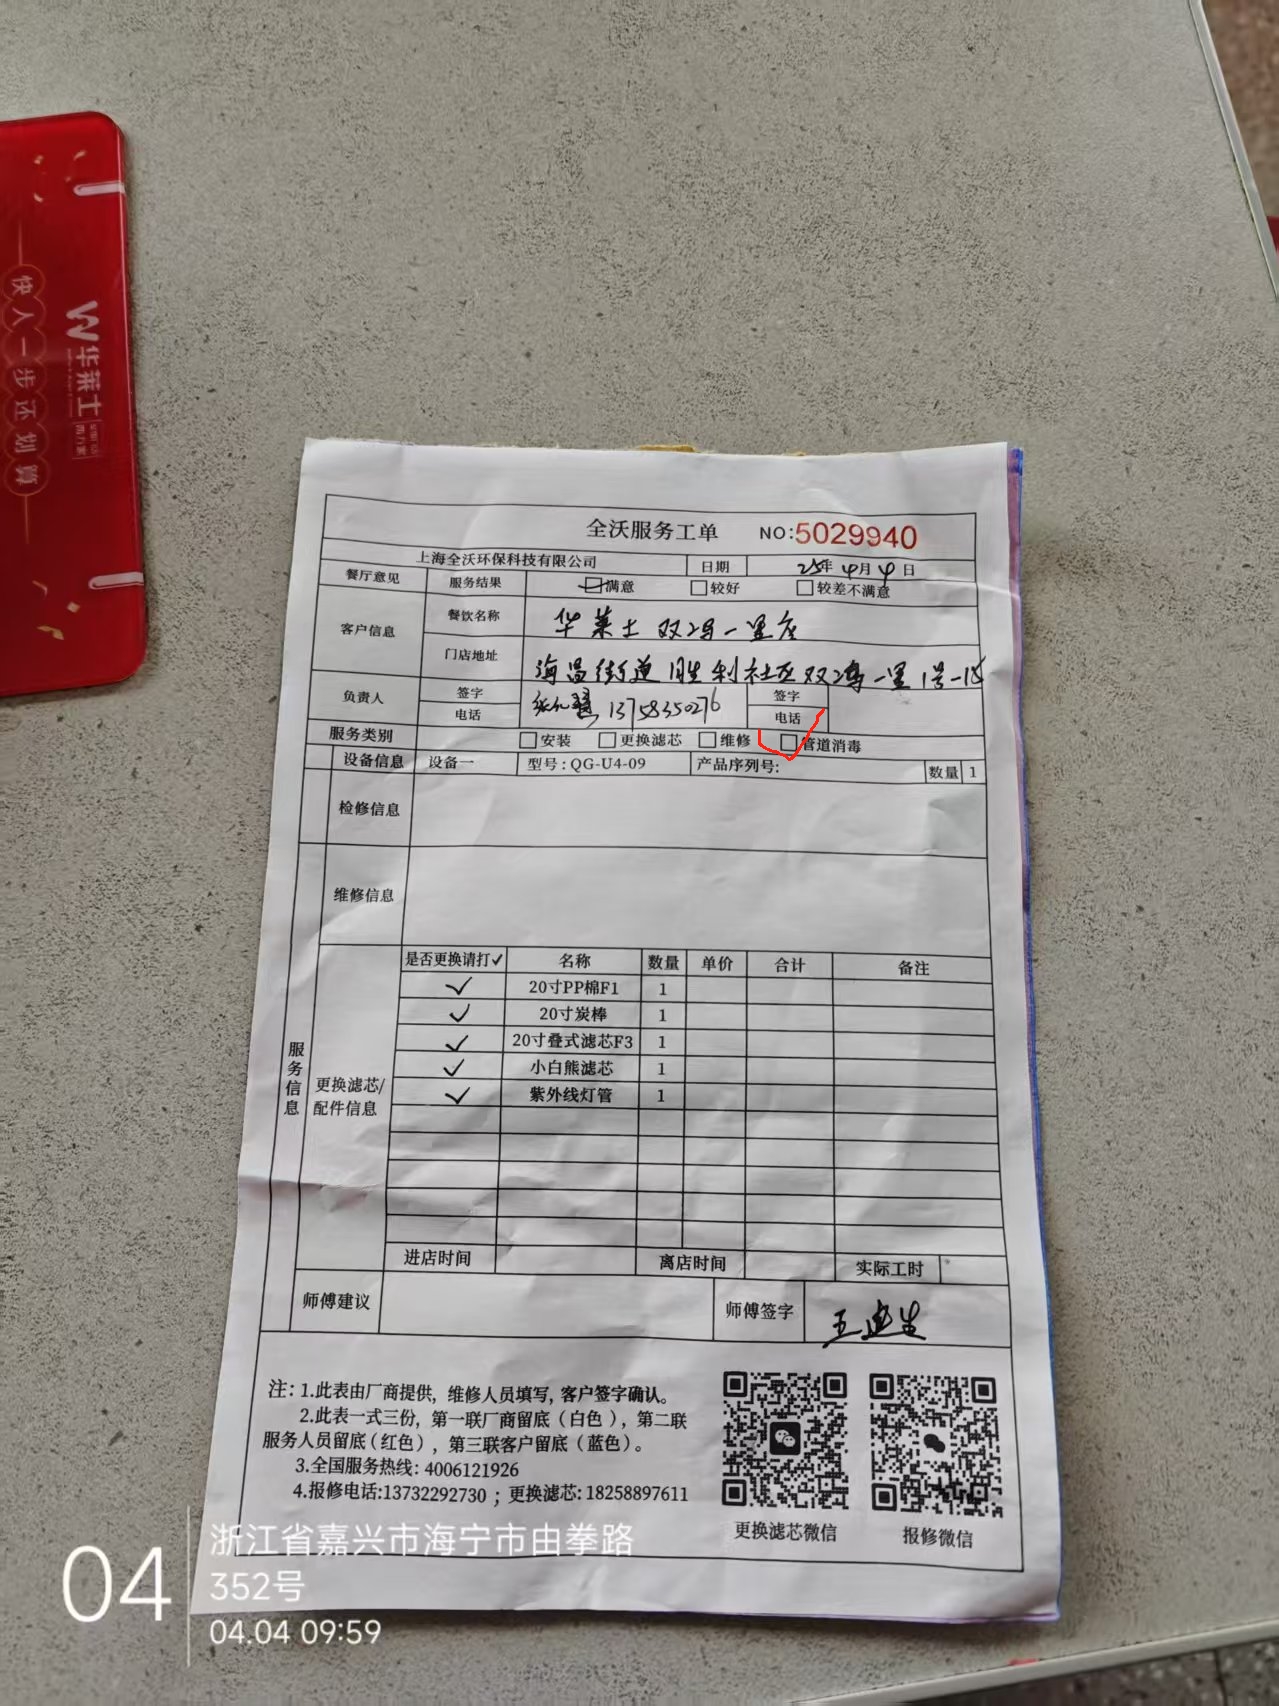 快人一步还划算
W华莱士
全沃服务工单 NO:5029940
上海全沃环保科技有限公司 日期 25年4月4日
餐厅意见 服务结果 满意 较好 较差不满意
客户信息 餐饮名称 华莱士双冯一里店
门店地址 海昌街道胜利社区双冯一里1号-15
负责人 签字 电话 13758350276 签字 电话
服务类别 安装 更换滤芯 维修 ✓管道消毒
设备信息 设备一 型号:QG-U4-09 产品序列号: 数量 1
检修信息
维修信息
服务信息
更换滤芯/配件信息
是否更换请打✓ 名称 数量 单价 合计 备注
✓ 20寸PP棉F1 1
✓ 20寸炭棒 1
✓ 20寸叠式滤芯F3 1
✓ 小白熊滤芯 1
✓ 紫外线灯管 1
进店时间 离店时间 实际工时
师傅建议 师傅签字 王建生
注: 1.此表由厂商提供, 维修人员填写, 客户签字确认。
2.此表一式三份, 第一联厂商留底(白色), 第二联
服务人员留底(红色), 第三联客户留底(蓝色)。
3.全国服务热线: 4006121926
4.报修电话:13732292730 ; 更换滤芯:18258897611
更换滤芯微信 报修微信
04
浙江省嘉兴市海宁市由拳路
352号
04.04 09:59